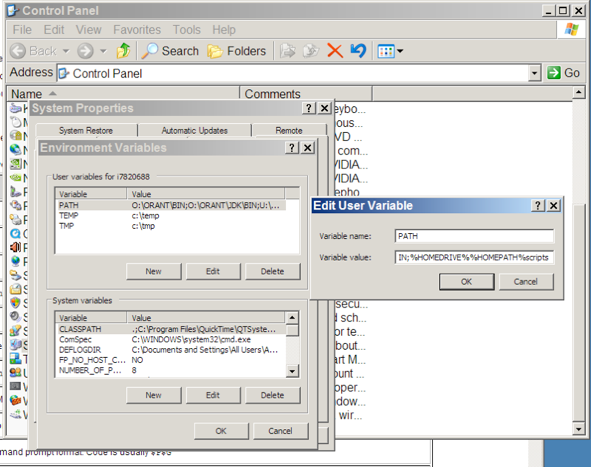 Control Panel
File Edit View Favorites Tools Help
Back Search Folders
Address Control Panel Go
Name Comments
System Properties
System Restore Automatic Updates Remote
Environment Variables
User variables for i7820688
Variable Value
PATH O:\ORANT\BIN;O:\ORANT\JDK\BIN;U:\...
TEMP c:\temp
TMP c:\tmp
New Edit Delete
System variables
Variable Value
CLASSPATH .;C:\Program Files\QuickTime\QTSyste...
ComSpec C:\WINDOWS\system32\cmd.exe
DEFLOGDIR C:\Documents and Settings\All Users\A...
FP_NO_HOST_C... NO
NUMBER_OF_P... 8
New Edit Delete
OK Cancel
Edit User Variable
Variable name: PATH
Variable value: IN;%HOMEDRIVE%%HOMEPATH%scripts
OK Cancel
eybo...
ous...
VD ...
com...
VIDIA...
VIDIA...
epho...
secu...
d sch...
or te...
bout...
art M...
oper...
dow...
wir...
mand prompt format. Code is usually